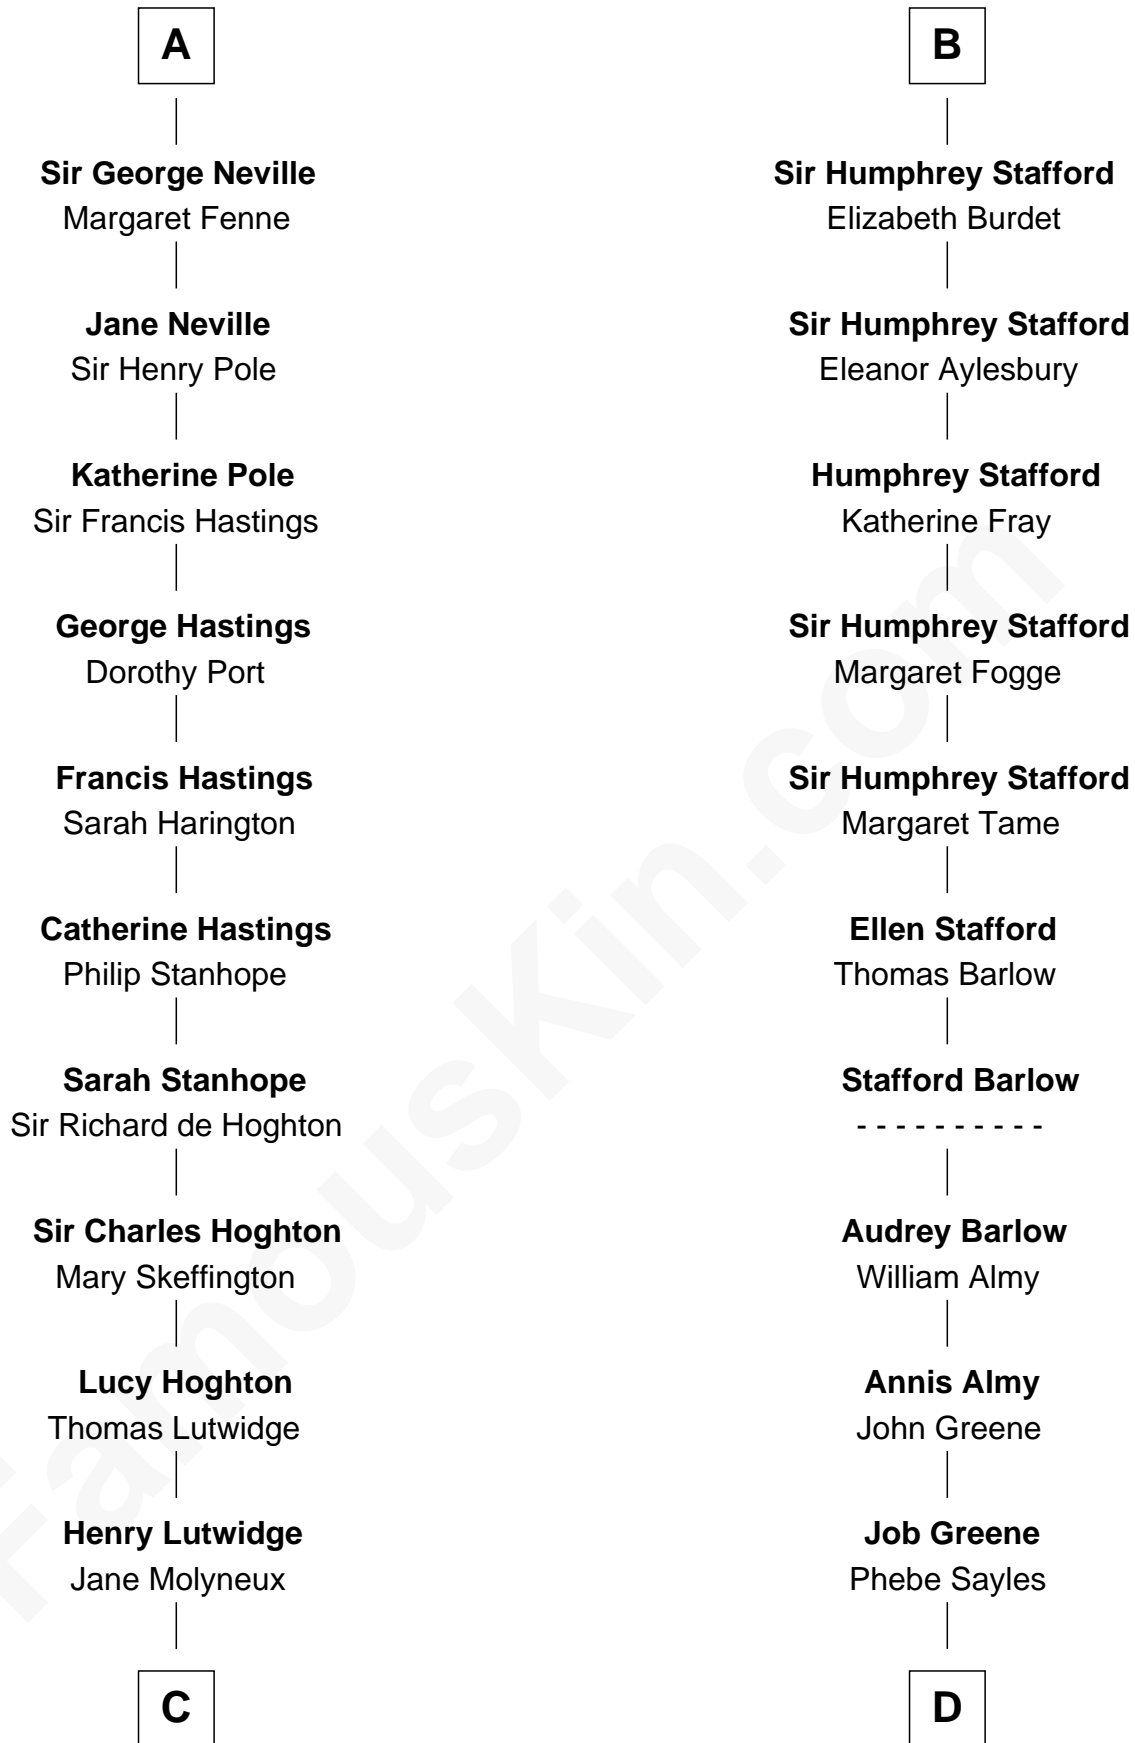 A
Sir George Neville
Margaret Fenne
Jane Neville
Sir Henry Pole
Katherine Pole
Sir Francis Hastings
George Hastings
Dorothy Port
Francis Hastings
Sarah Harington
Catherine Hastings
Philip Stanhope
Sarah Stanhope
Sir Richard de Hoghton
Sir Charles Hoghton
Mary Skeffington
Lucy Hoghton
Thomas Lutwidge
Henry Lutwidge
Jane Molyneux
C
B
Sir Humphrey Stafford
Elizabeth Burdet
Sir Humphrey Stafford
Eleanor Aylesbury
Humphrey Stafford
Katherine Fray
Sir Humphrey Stafford
Margaret Fogge
Sir Humphrey Stafford
Margaret Tame
Ellen Stafford
Thomas Barlow
Stafford Barlow
- - - - - - - - - -
Audrey Barlow
William Almy
Annis Almy
John Greene
Job Greene
Phebe Sayles
D
FamousKin.com